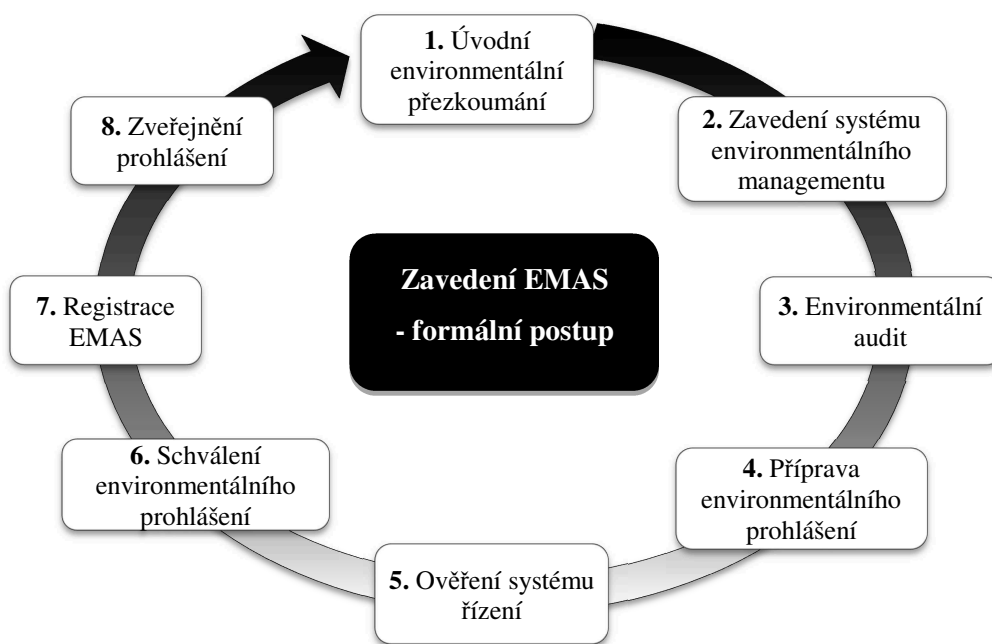 1. Úvodní
environmentální
přezkoumání
2. Zavedení systému
environmentálního
managementu
3. Environmentální
audit
4. Příprava
environmentálního
prohlášení
5. Ověření systému
řízení
6. Schválení
environmentálního
prohlášení
7. Registrace
EMAS
8. Zveřejnění
prohlášení
Zavedení EMAS
- formální postup